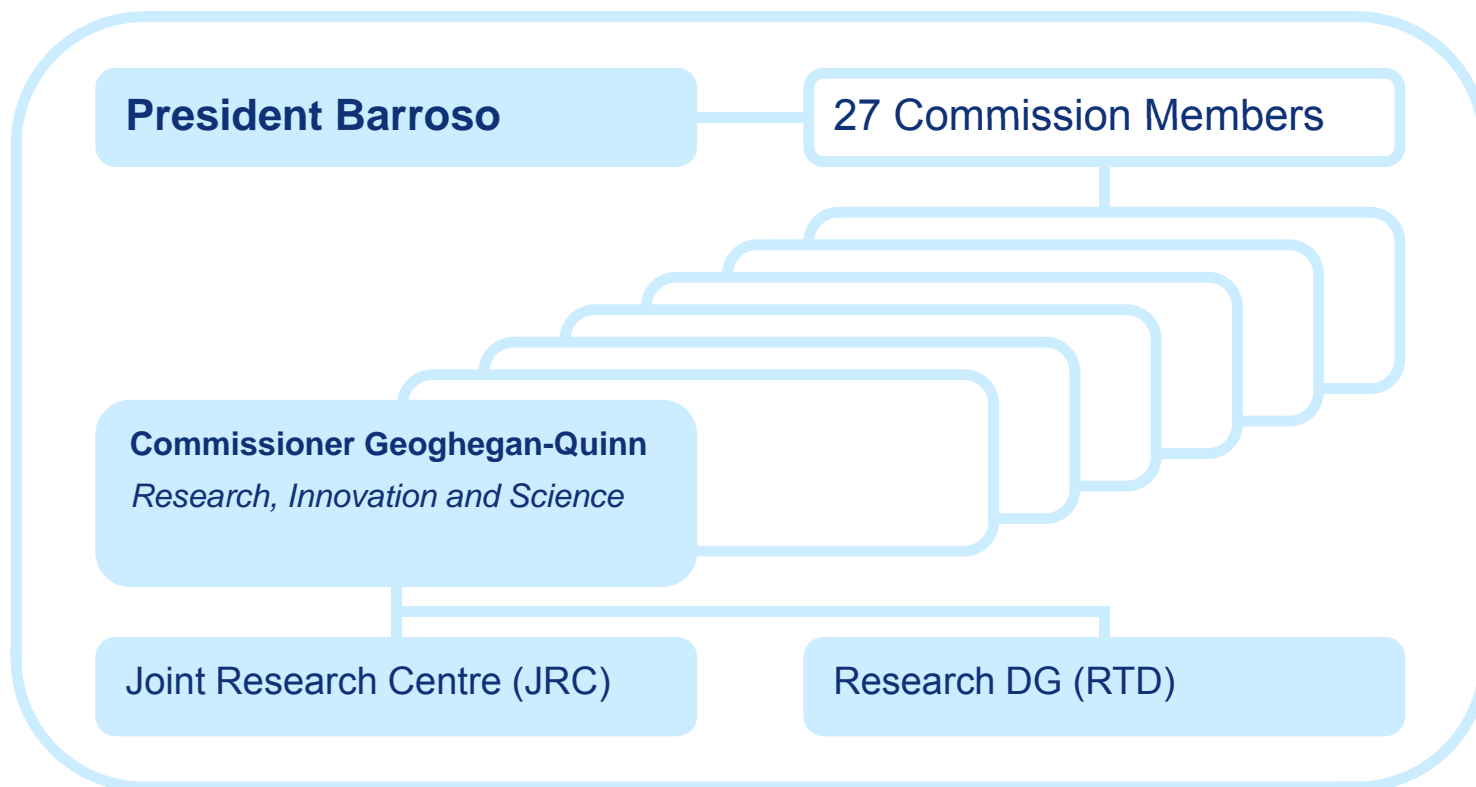 President Barroso
27 Commission Members
Commissioner Geoghegan-Quinn
Research, Innovation and Science
Joint Research Centre (JRC)
Research DG (RTD)